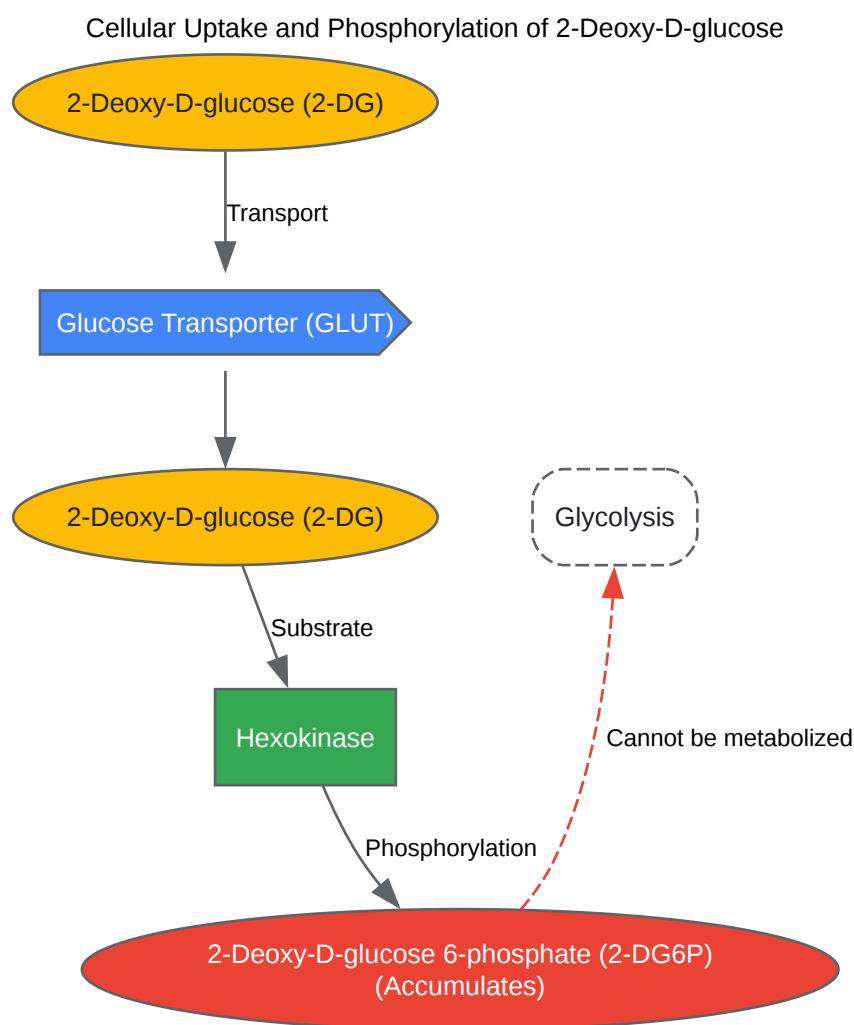 Cellular Uptake and Phosphorylation of 2-Deoxy-D-glucose
2-Deoxy-D-glucose (2-DG)
Transport
Glucose Transporter (GLUT)
2-Deoxy-D-glucose (2-DG)
Glycolysis
Substrate
Hexokinase
Cannot be metabolized
Phosphorylation
2-Deoxy-D-glucose 6-phosphate (2-DG6P)
(Accumulates)